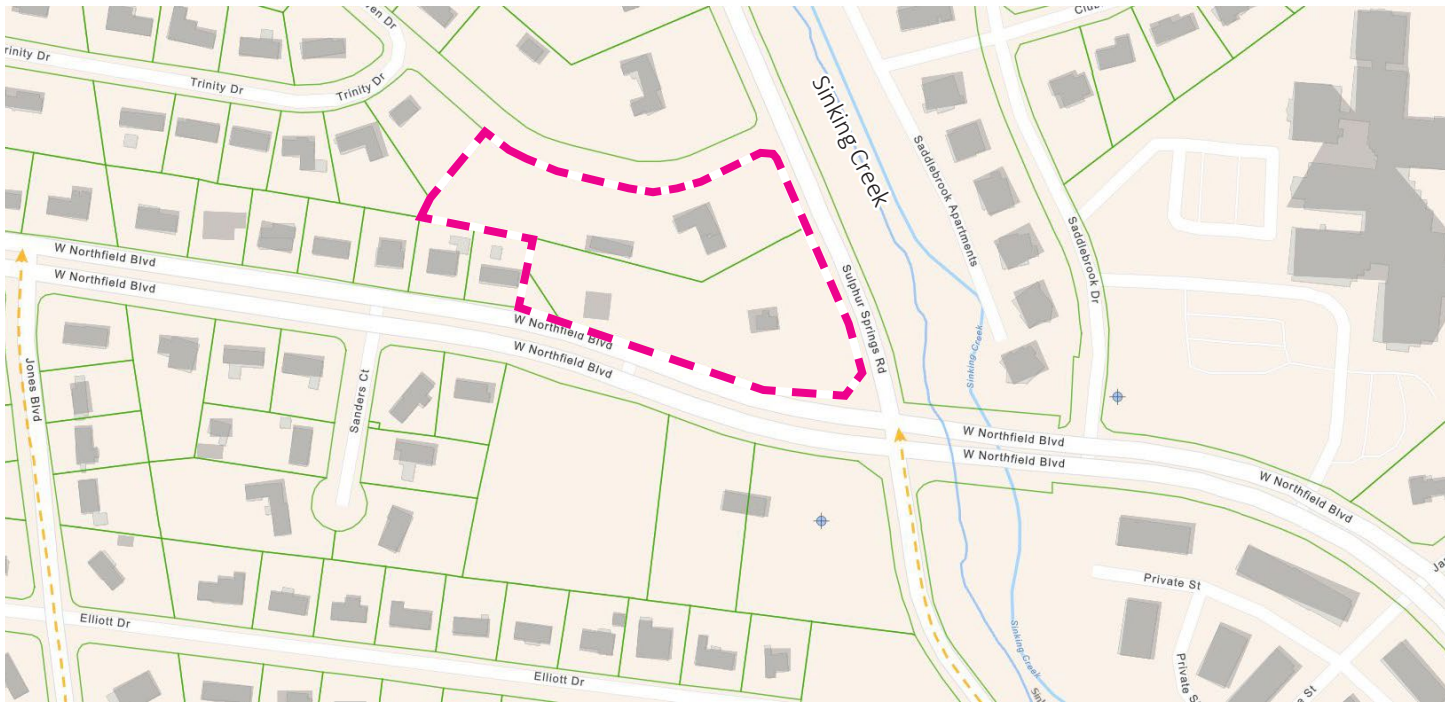 Trinity Dr
Trinity Dr
Sinking Creek
Saddlebrook Apartments
Saddlebrook Dr
Sulphur Springs Rd
W Northfield Blvd
W Northfield Blvd
W Northfield Blvd
W Northfield Blvd
Sinking Creek
Jones Blvd
Sanders Ct
W Northfield Blvd
W Northfield Blvd
W Northfield Blvd
Private St
Elliott Dr
Sinking Creek
Elliott Dr